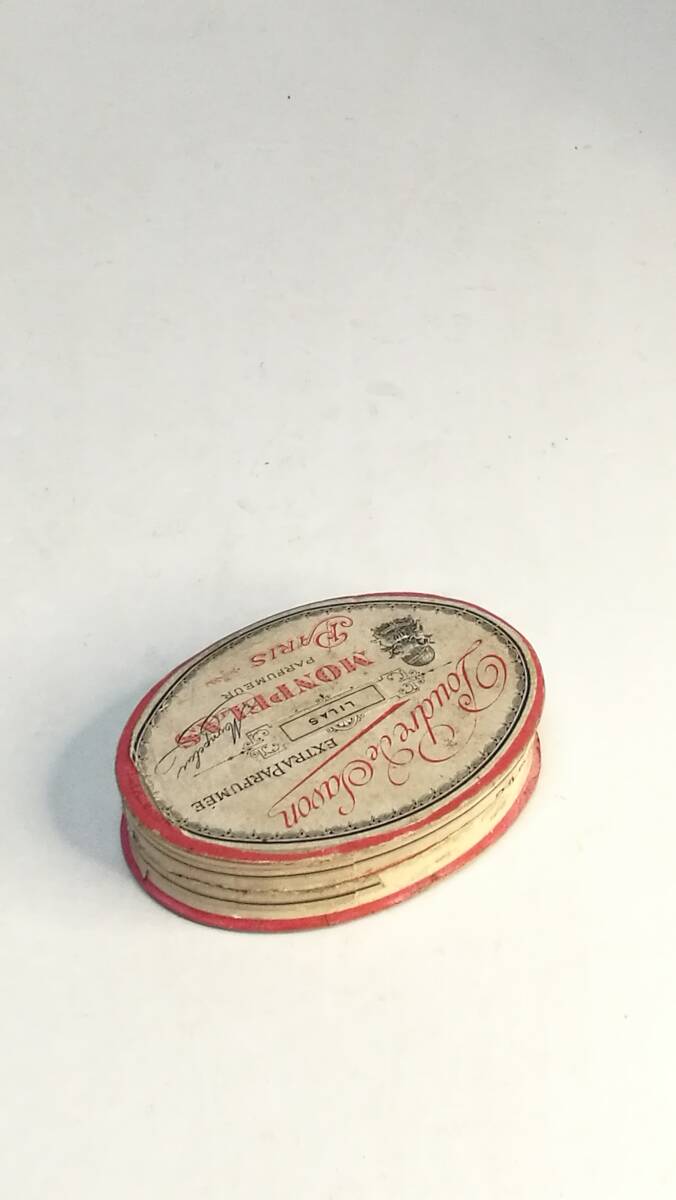 Poudre de Savon
EXTRA PARFUMÉE
LILAS
MONPELAS
PARFUMEUR
PARIS